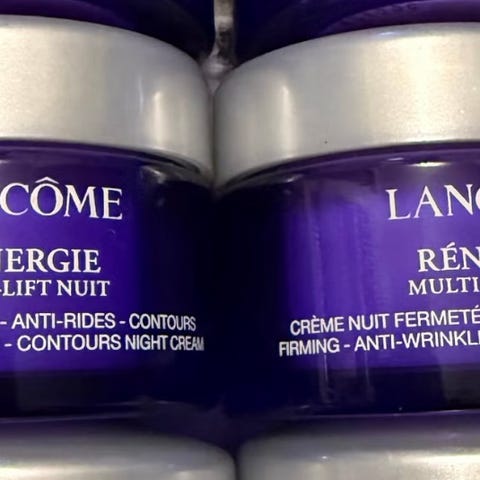 CÔME
NERGIE
-LIFT NUIT
- ANTI-RIDES - CONTOURS
- CONTOURS NIGHT CREAM
LANC
RÉN
MULTI
CRÈME NUIT FERMETÉ
FIRMING - ANTI-WRINKL